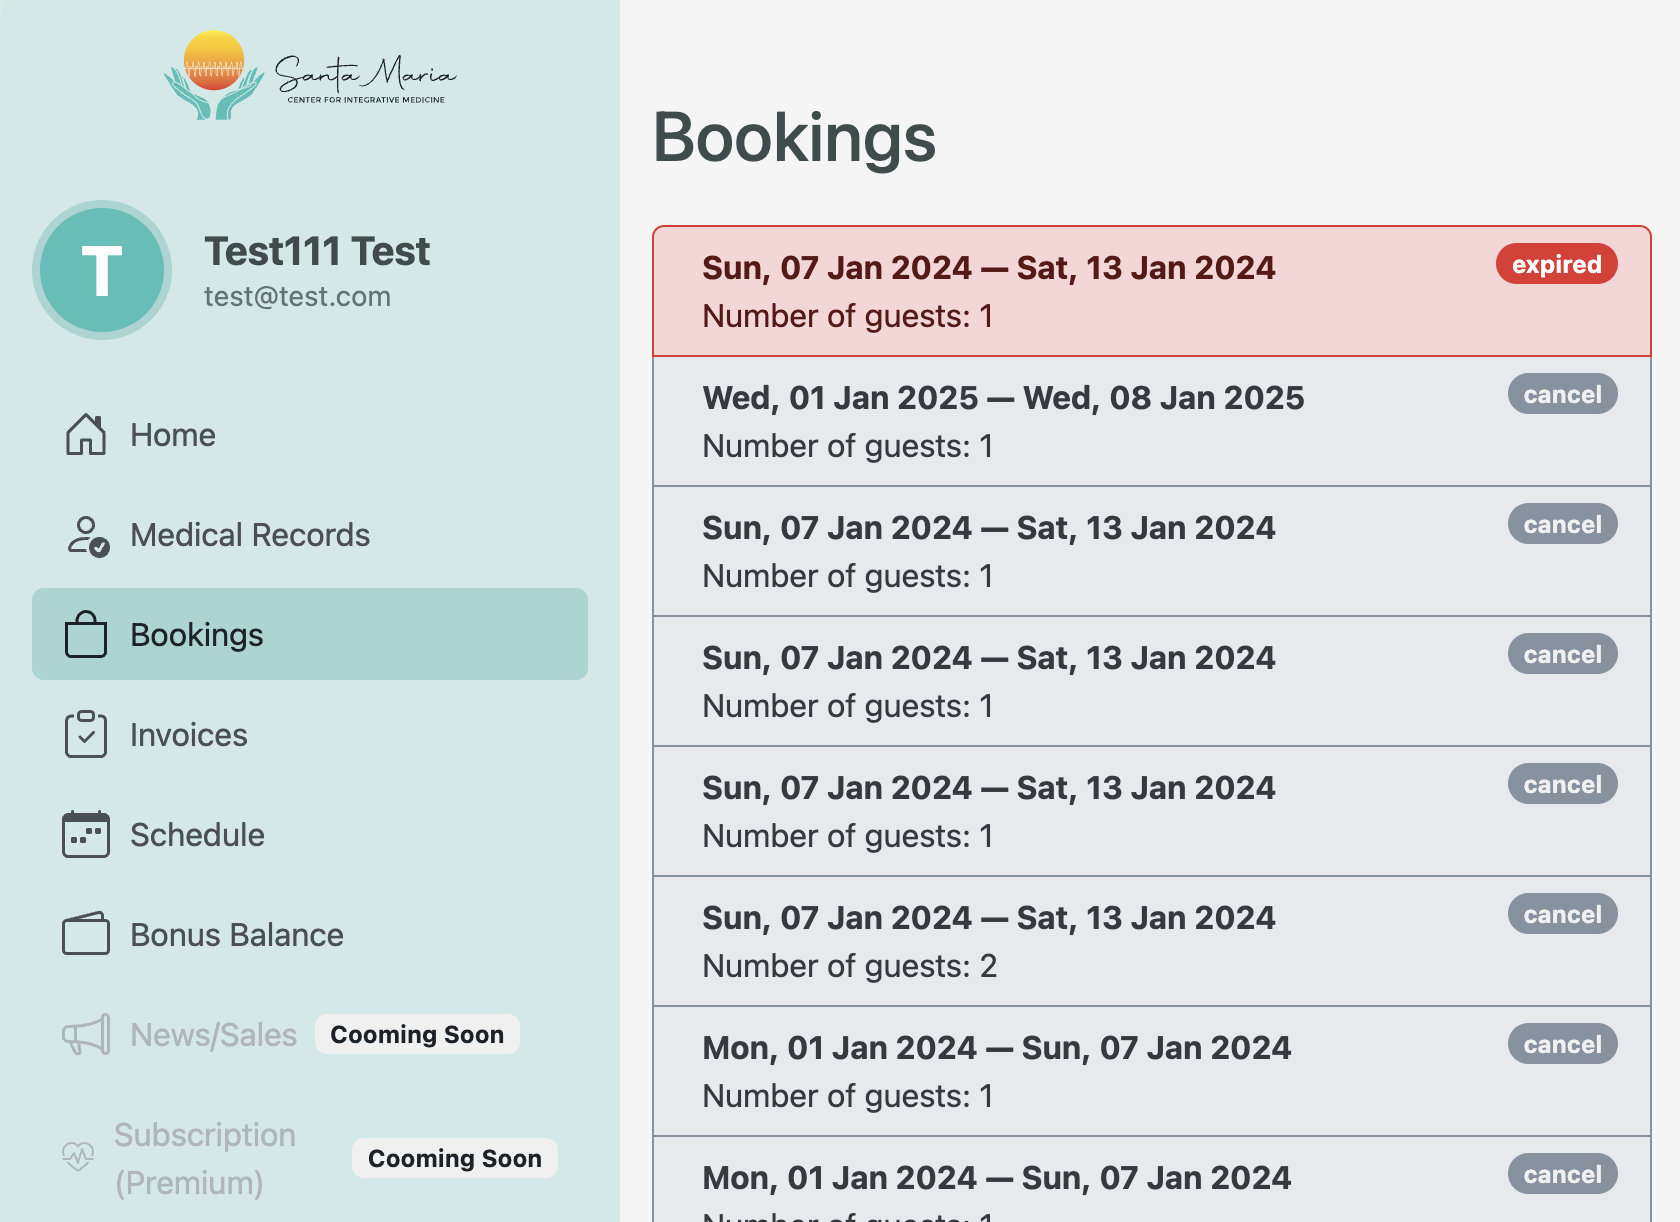 Santa Maria
CENTER FOR INTEGRATIVE MEDICINE
T
Test111 Test
test@test.com
Home
Medical Records
Bookings
Invoices
Schedule
Bonus Balance
News/Sales Cooming Soon
Subscription
(Premium)
Cooming Soon
Bookings
Sun, 07 Jan 2024 — Sat, 13 Jan 2024 expired
Number of guests: 1
Wed, 01 Jan 2025 — Wed, 08 Jan 2025 cancel
Number of guests: 1
Sun, 07 Jan 2024 — Sat, 13 Jan 2024 cancel
Number of guests: 1
Sun, 07 Jan 2024 — Sat, 13 Jan 2024 cancel
Number of guests: 1
Sun, 07 Jan 2024 — Sat, 13 Jan 2024 cancel
Number of guests: 1
Sun, 07 Jan 2024 — Sat, 13 Jan 2024 cancel
Number of guests: 2
Mon, 01 Jan 2024 — Sun, 07 Jan 2024 cancel
Number of guests: 1
Mon, 01 Jan 2024 — Sun, 07 Jan 2024 cancel
Number of guests: 1